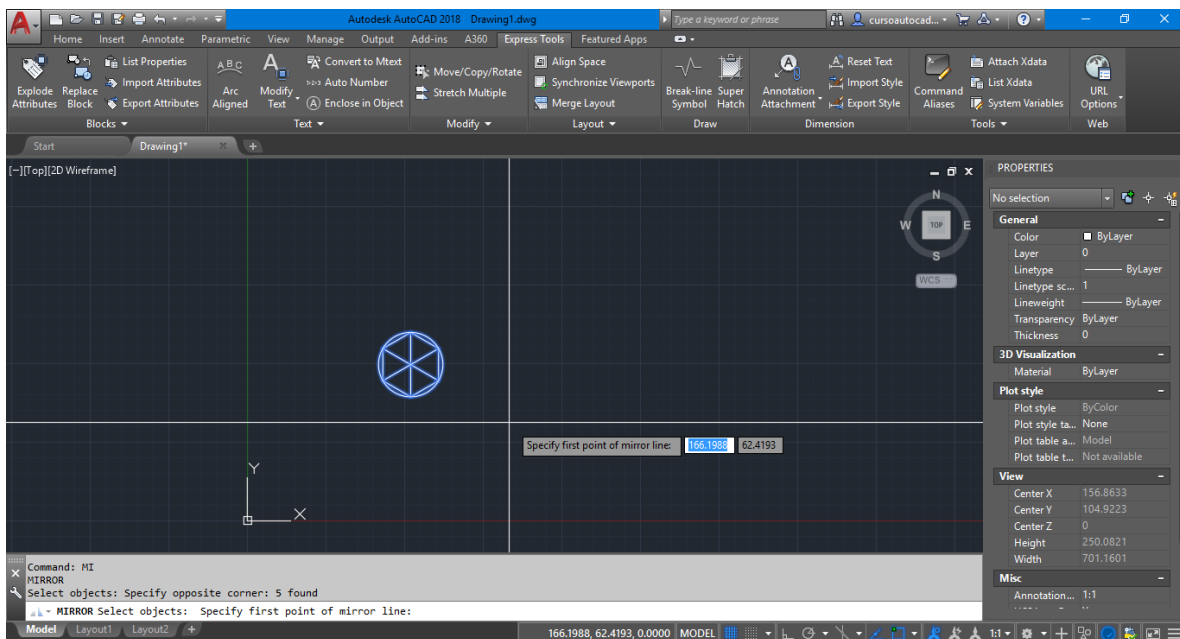 Autodesk AutoCAD 2018 Drawing1.dwg
Type a keyword or phrase
cursoautocad...
Home Insert Annotate Parametric View Manage Output Add-ins A360 Express Tools Featured Apps
Explode Attributes
Replace Block
List Properties
Import Attributes
Export Attributes
Blocks
ABC
Arc Aligned
Modify Text
Convert to Mtext
Auto Number
Enclose in Object
Text
Move/Copy/Rotate
Stretch Multiple
Modify
Align Space
Synchronize Viewports
Merge Layout
Layout
Break-line Symbol
Super Hatch
Draw
Annotation Attachment
Reset Text
Import Style
Export Style
Dimension
Command Aliases
Attach Xdata
List Xdata
System Variables
Tools
URL Options
Web
Start Drawing1* +
[−][Top][2D Wireframe]
N
W TOP E
S
WCS
Specify first point of mirror line: 166.1988 62.4193
Y
X
PROPERTIES
No selection
General
Color ByLayer
Layer 0
Linetype ByLayer
Linetype sc... 1
Lineweight ByLayer
Transparency ByLayer
Thickness 0
3D Visualization
Material ByLayer
Plot style
Plot style ByColor
Plot style ta... None
Plot table a... Model
Plot table t... Not available
View
Center X 156.8633
Center Y 104.9223
Center Z 0
Height 250.0821
Width 701.1601
Misc
Annotation... 1:1
Command: MI
MIRROR
Select objects: Specify opposite corner: 5 found
MIRROR Select objects: Specify first point of mirror line:
Model Layout1 Layout2 +
166.1988, 62.4193, 0.0000 MODEL 1:1